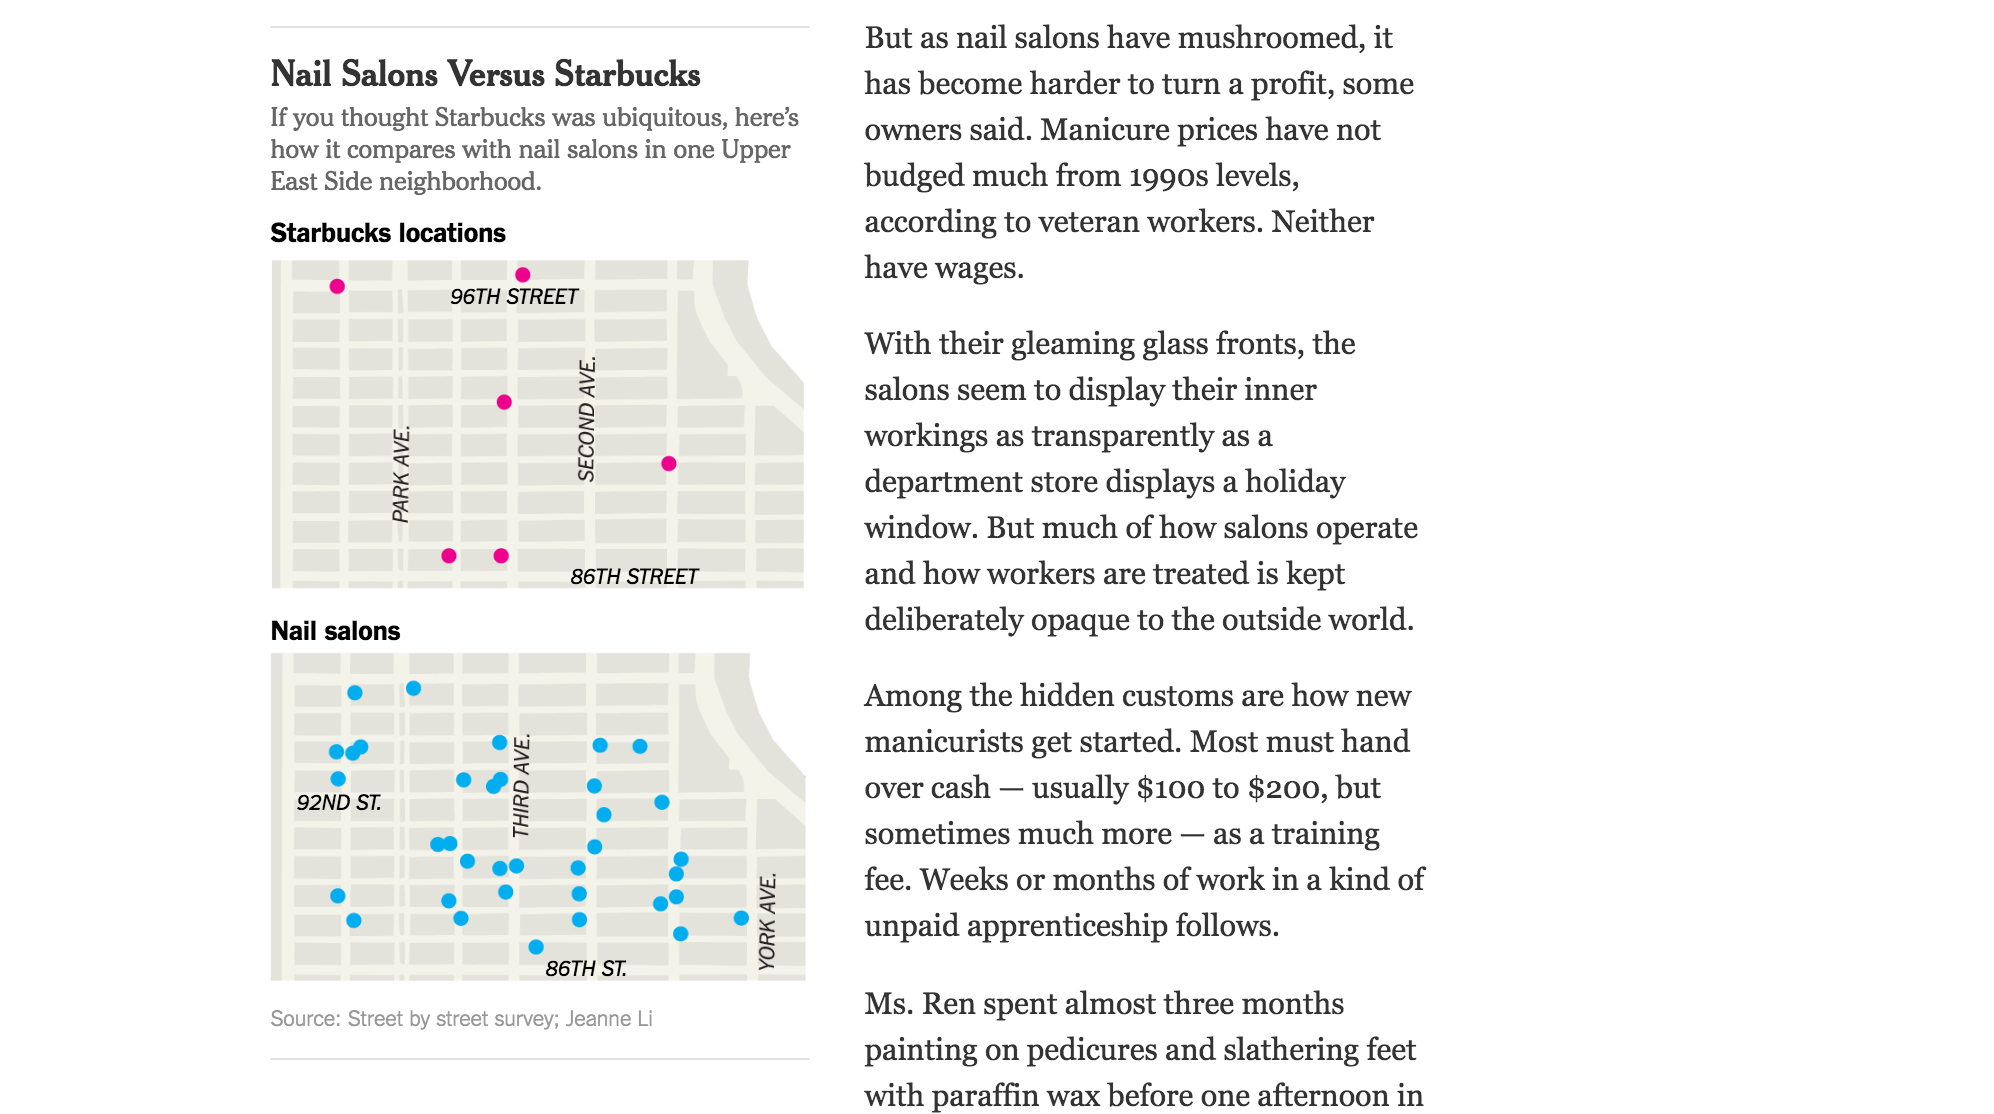 Nail Salons Versus Starbucks
If you thought Starbucks was ubiquitous, here’s
how it compares with nail salons in one Upper
East Side neighborhood.
Starbucks locations
96TH STREET
SECOND AVE.
PARK AVE.
86TH STREET
Nail salons
THIRD AVE.
92ND ST.
YORK AVE.
86TH ST.
Source: Street by street survey; Jeanne Li
But as nail salons have mushroomed, it
has become harder to turn a profit, some
owners said. Manicure prices have not
budged much from 1990s levels,
according to veteran workers. Neither
have wages.
With their gleaming glass fronts, the
salons seem to display their inner
workings as transparently as a
department store displays a holiday
window. But much of how salons operate
and how workers are treated is kept
deliberately opaque to the outside world.
Among the hidden customs are how new
manicurists get started. Most must hand
over cash — usually $100 to $200, but
sometimes much more — as a training
fee. Weeks or months of work in a kind of
unpaid apprenticeship follows.
Ms. Ren spent almost three months
painting on pedicures and slathering feet
with paraffin wax before one afternoon in